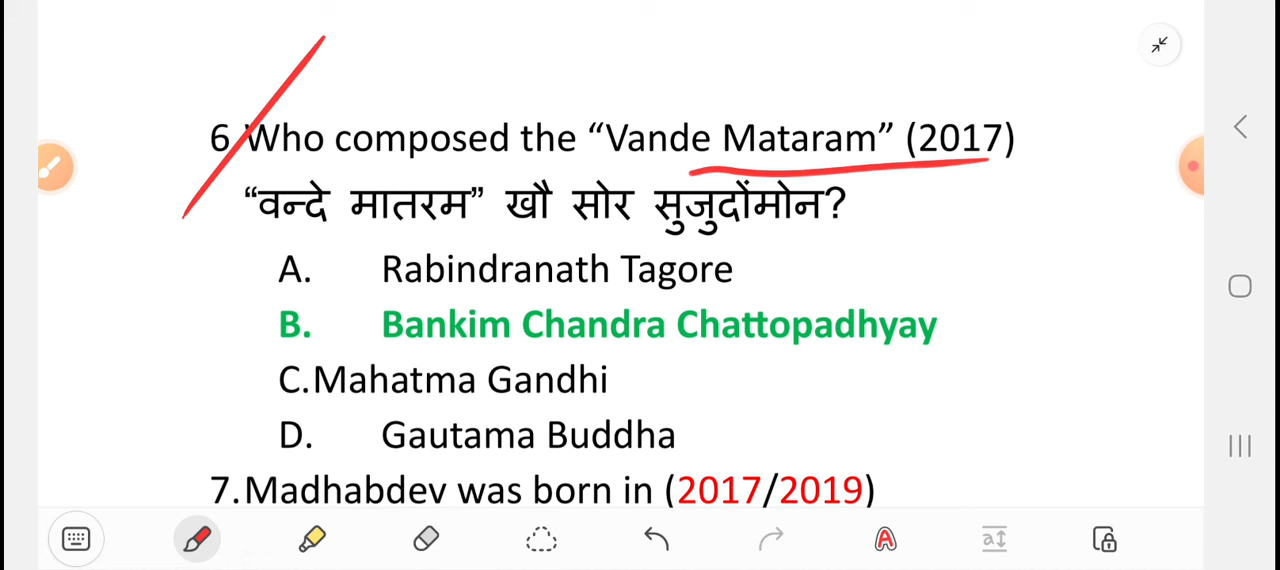 6.Who composed the “Vande Mataram” (2017)
“वन्दे मातरम” खौ सोर सुजुदोंमोन?
A. Rabindranath Tagore
B. Bankim Chandra Chattopadhyay
C.Mahatma Gandhi
D. Gautama Buddha
7.Madhabdev was born in (2017/2019)